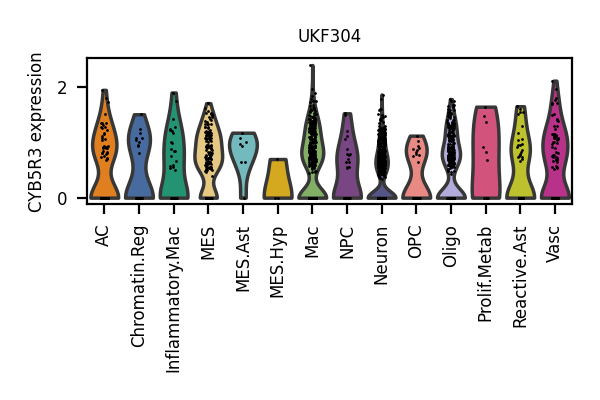 UKF304
CYB5R3 expression
2
0
AC
Chromatin.Reg
Inflammatory.Mac
MES
MES.Ast
MES.Hyp
Mac
NPC
Neuron
OPC
Oligo
Prolif.Metab
Reactive.Ast
Vasc